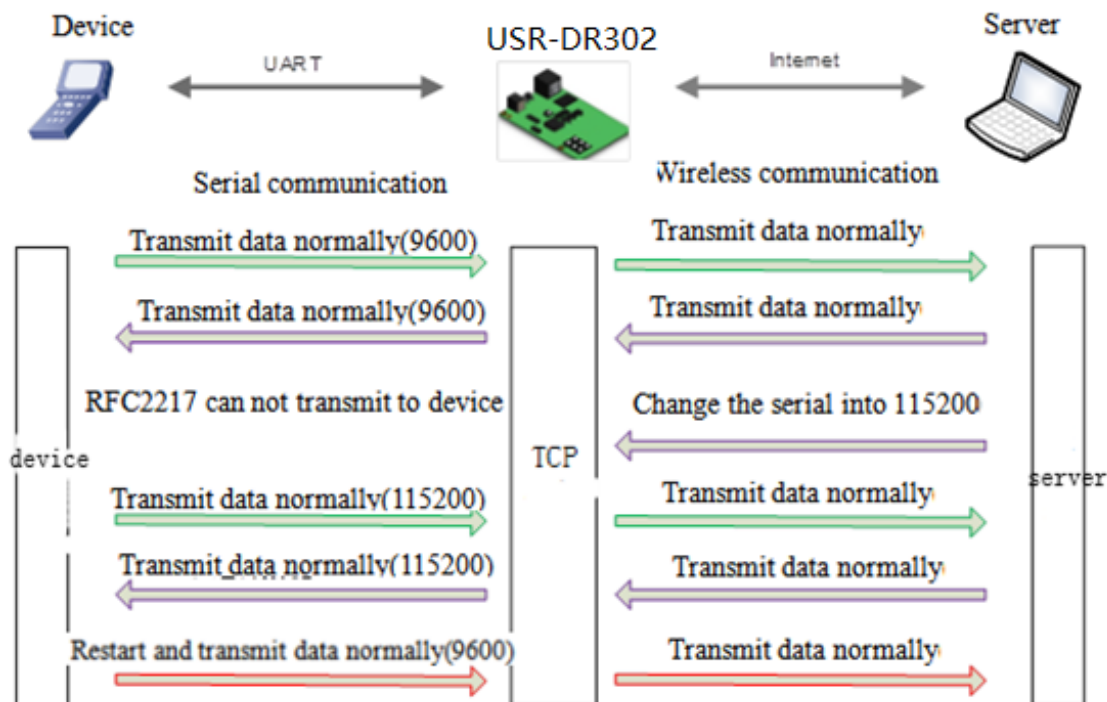 Device
USR-DR302
Server
UART
Internet
Serial communication
Wireless communication
Transmit data normally(9600)
Transmit data normally
Transmit data normally(9600)
Transmit data normally
RFC2217 can not transmit to device
Change the serial into 115200
device
TCP
server
Transmit data normally(115200)
Transmit data normally
Transmit data normally(115200)
Transmit data normally
Restart and transmit data normally(9600)
Transmit data normally